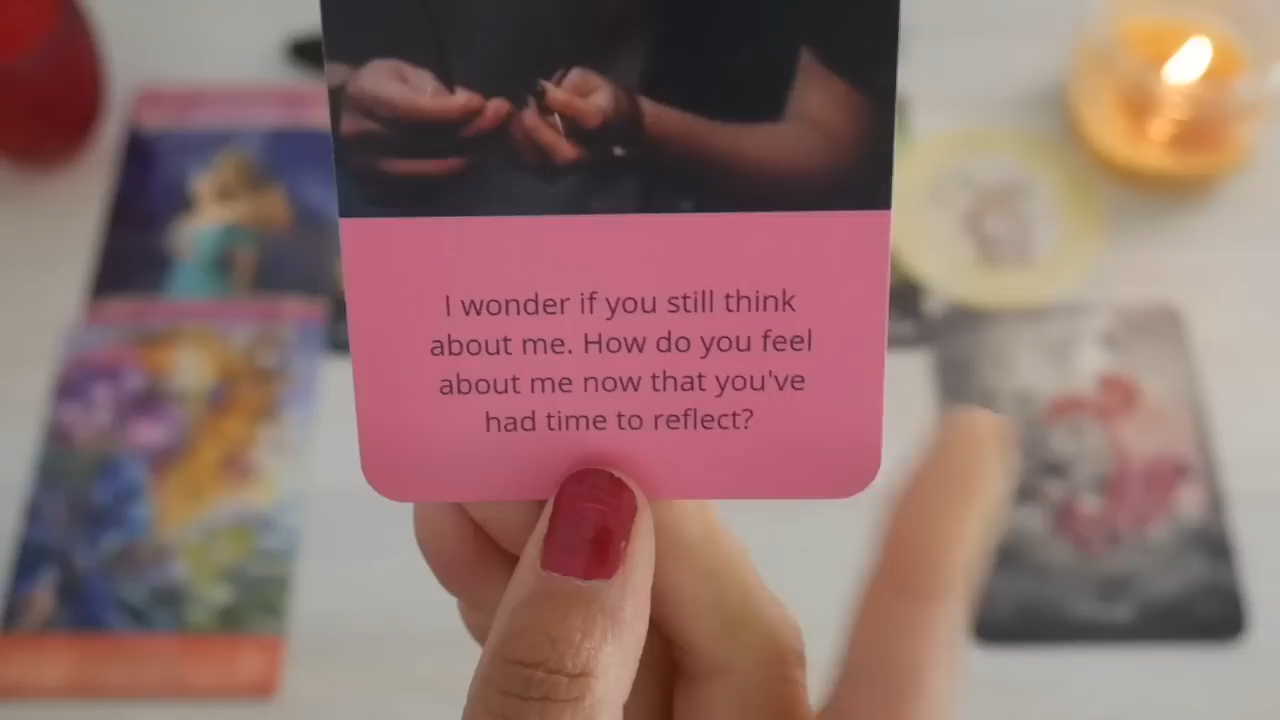 I wonder if you still think
about me. How do you feel
about me now that you've
had time to reflect?